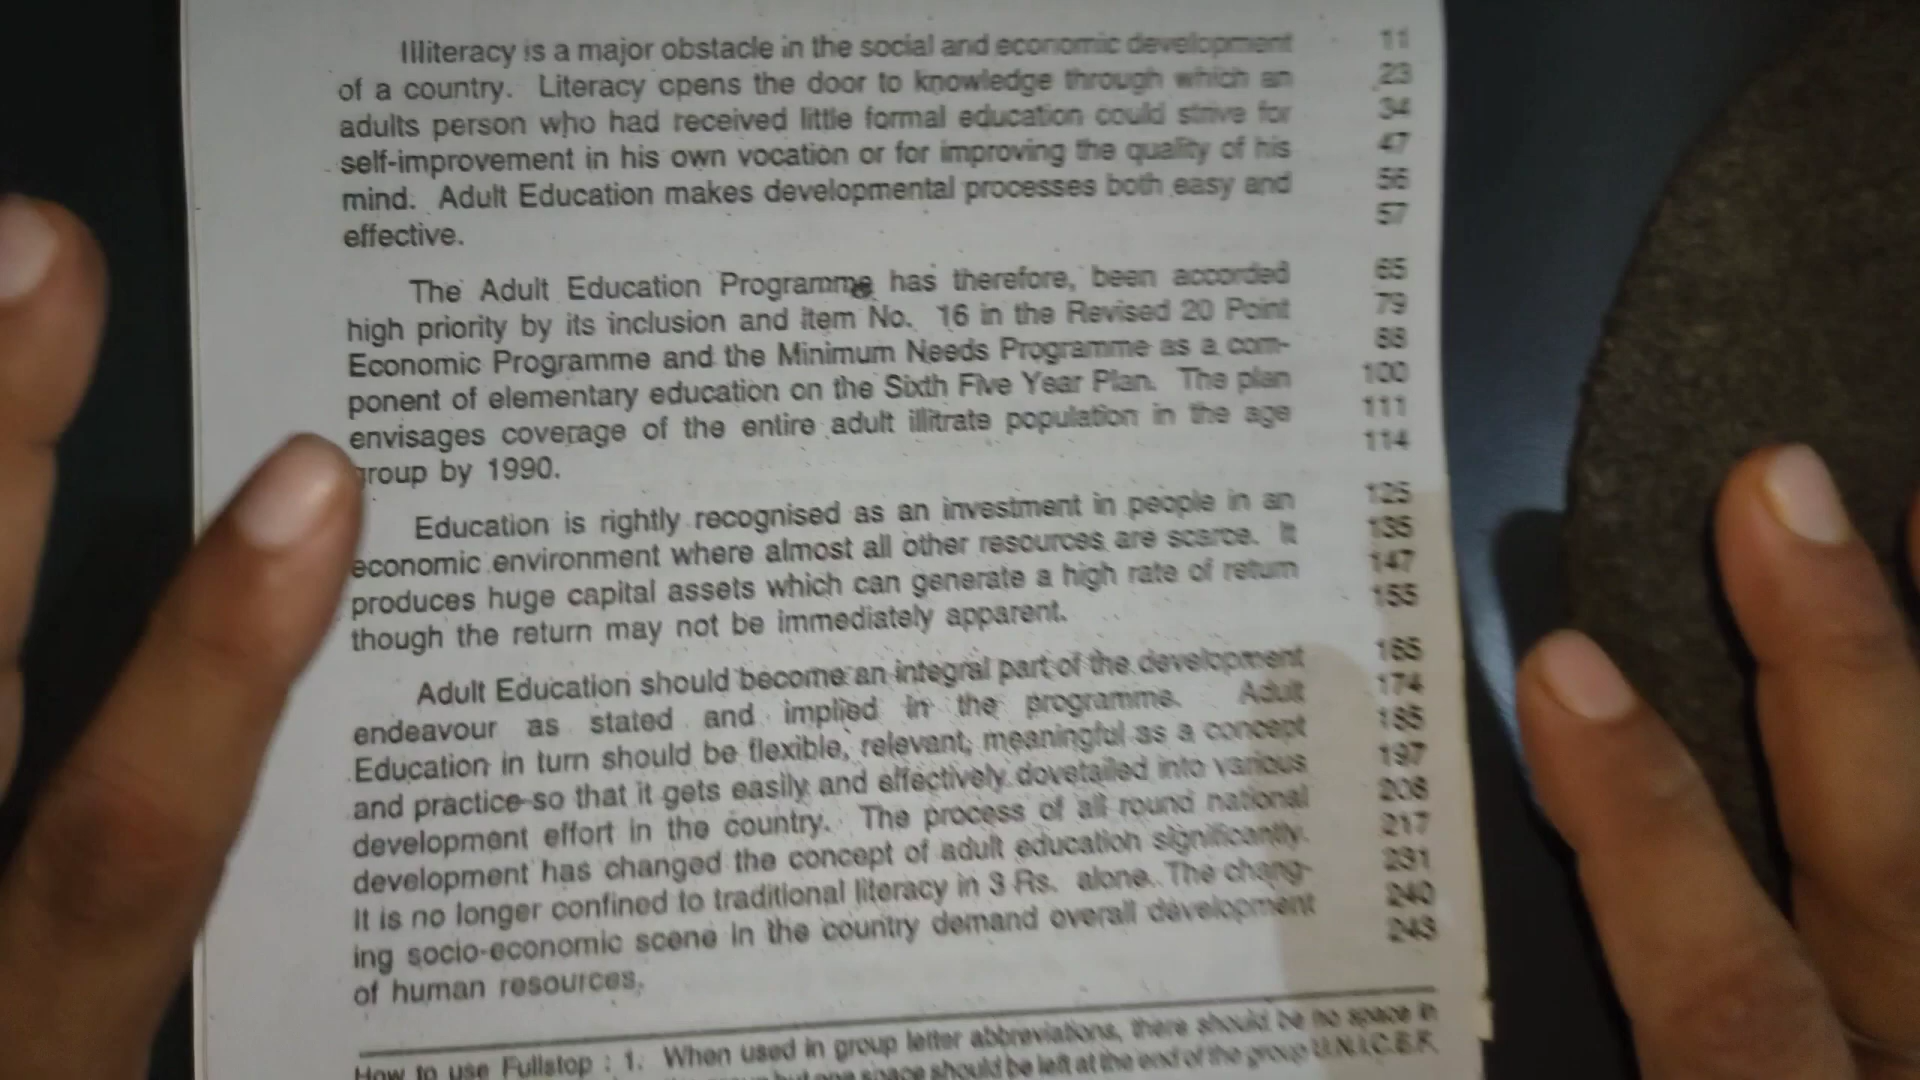 Illiteracy is a major obstacle in the social and economic development 11
of a country. Literacy opens the door to knowledge through which an 23
adults person who had received little formal education could strive for 34
self-improvement in his own vocation or for improving the quality of his 47
mind. Adult Education makes developmental processes both easy and 56
effective. 57
The Adult Education Programme has therefore, been accorded 65
high priority by its inclusion and item No. 16 in the Revised 20 Point 79
Economic Programme and the Minimum Needs Programme as a com- 88
ponent of elementary education on the Sixth Five Year Plan. The plan 100
envisages coverage of the entire adult illitrate population in the age 111
group by 1990. 114
Education is rightly recognised as an investment in people in an 125
economic environment where almost all other resources are scarce. It 135
produces huge capital assets which can generate a high rate of return 147
though the return may not be immediately apparent. 155
Adult Education should become an integral part of the development 165
endeavour as stated and implied in the programme. Adult 174
Education in turn should be flexible, relevant, meaningful as a concept 185
and practice so that it gets easily and effectively dovetailed into various 197
development effort in the country. The process of all round national 208
development has changed the concept of adult education significantly. 217
It is no longer confined to traditional literacy in 3 Rs. alone. The chang- 231
ing socio-economic scene in the country demand overall development 240
of human resources. 243
How to use Fullstop : 1. When used in group letter abbreviations, there should be no space in
but one space should be left at the end of the group U.N.I.C.E.F.